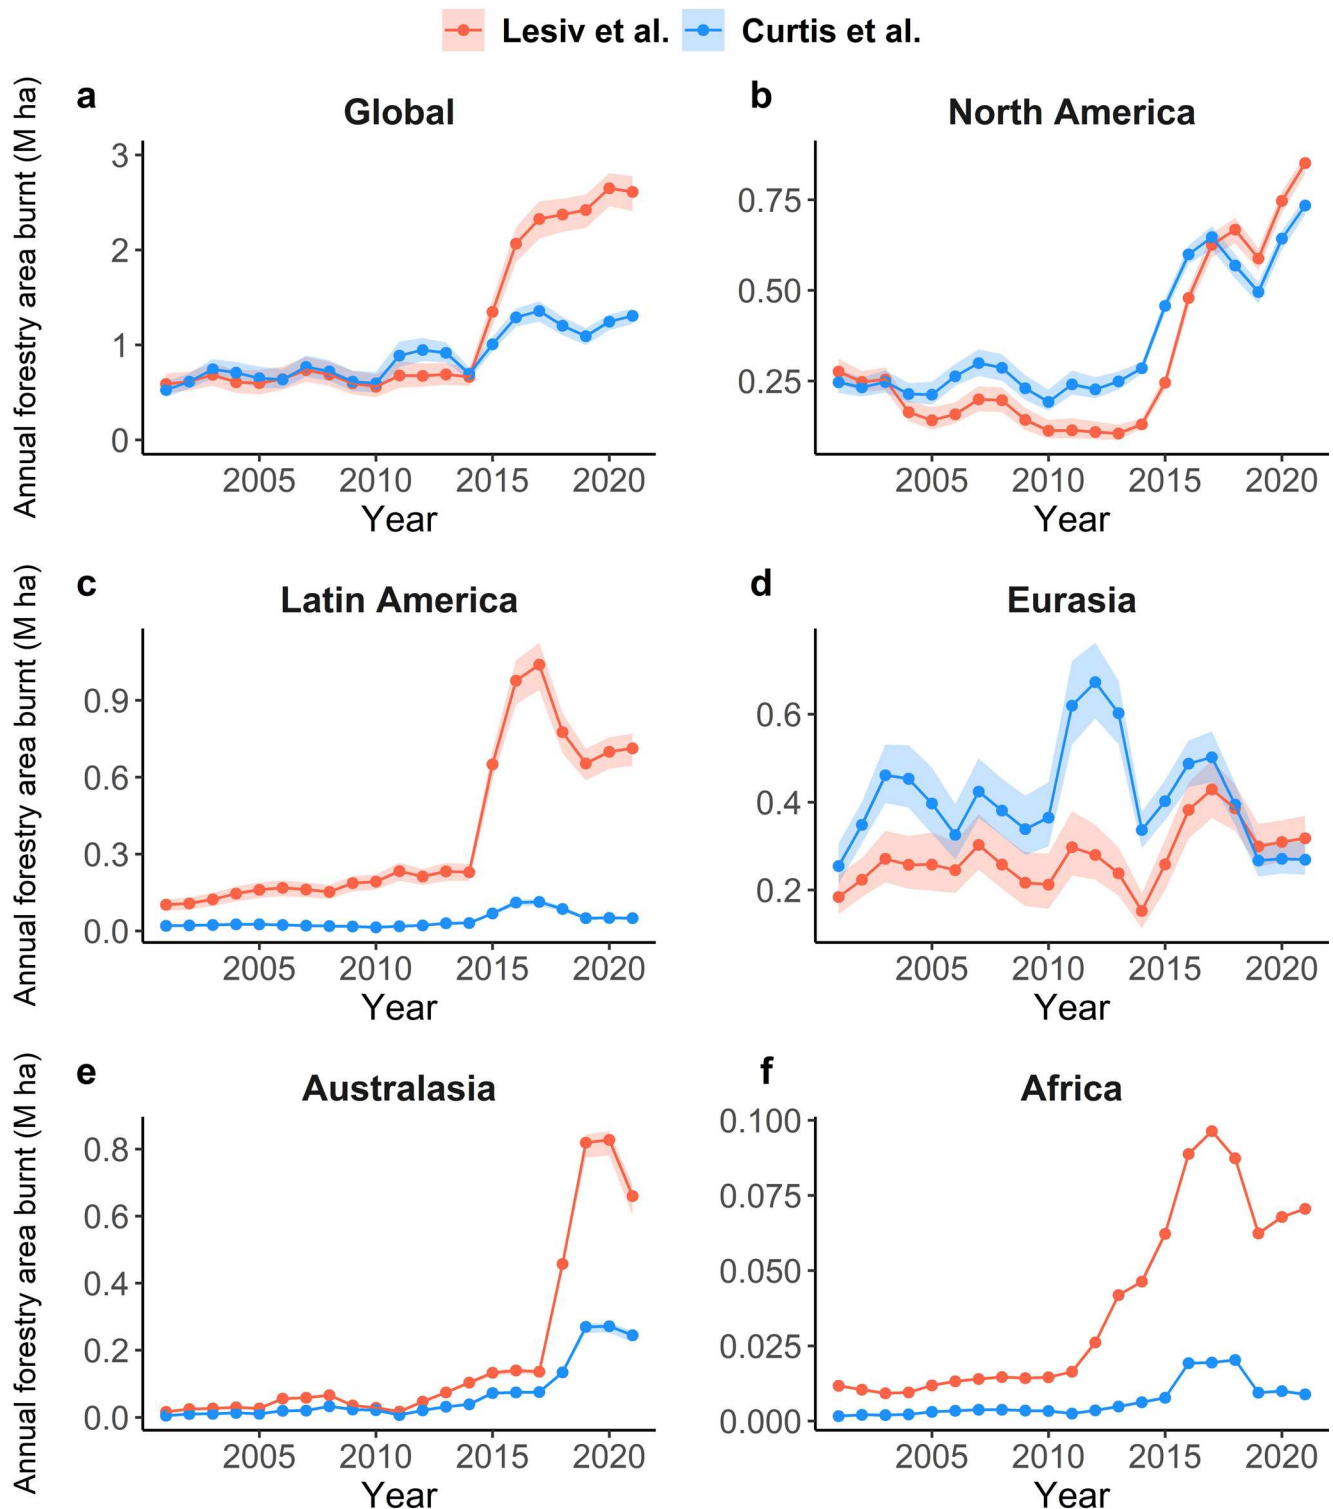 Lesiv et al. Curtis et al.
a Global
b North America
Annual forestry area burnt (M ha)
3
2
1
0
2005 2010 2015 2020
Year
0.75
0.50
0.25
2005 2010 2015 2020
Year
c Latin America
d Eurasia
Annual forestry area burnt (M ha)
0.9
0.6
0.3
0.0
2005 2010 2015 2020
Year
0.6
0.4
0.2
2005 2010 2015 2020
Year
e Australasia
f Africa
Annual forestry area burnt (M ha)
0.8
0.6
0.4
0.2
0.0
2005 2010 2015 2020
Year
0.100
0.075
0.050
0.025
0.000
2005 2010 2015 2020
Year